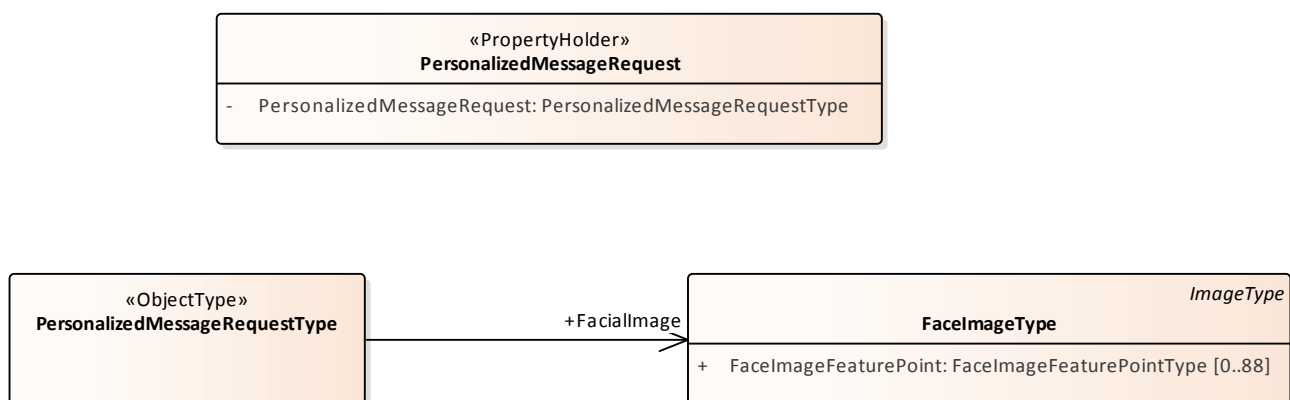 «PropertyHolder»
PersonalizedMessageRequest
- PersonalizedMessageRequest: PersonalizedMessageRequestType
«ObjectType»
PersonalizedMessageRequestType
+FacialImage
ImageType
FaceImageType
+ FaceImageFeaturePoint: FaceImageFeaturePointType [0..88]